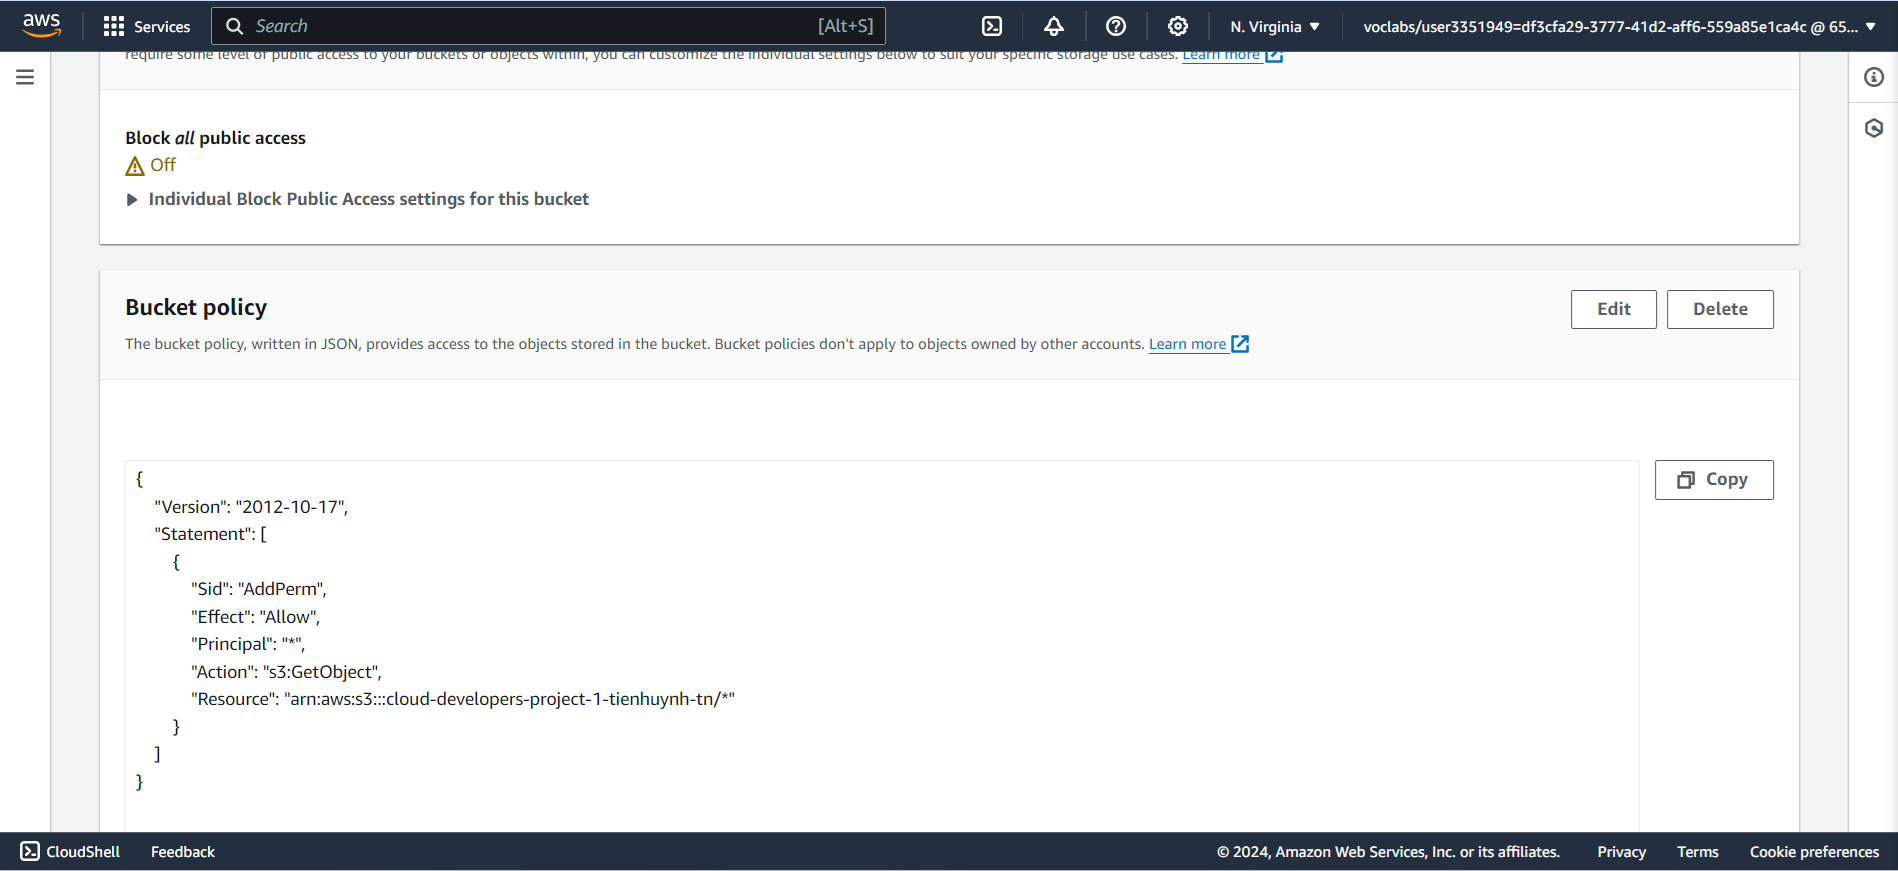 aws
Services
Search
[Alt+S]
N. Virginia
voclabs/user3351949=df3cfa29-3777-41d2-aff6-559a85e1ca4c @ 65...
require some level of public access to your buckets or objects within, you can customize the individual settings below to suit your specific storage use cases. Learn more
Block all public access
Off
Individual Block Public Access settings for this bucket
Bucket policy
Edit
Delete
The bucket policy, written in JSON, provides access to the objects stored in the bucket. Bucket policies don't apply to objects owned by other accounts. Learn more
Copy
{
"Version": "2012-10-17",
"Statement": [
{
"Sid": "AddPerm",
"Effect": "Allow",
"Principal": "*",
"Action": "s3:GetObject",
"Resource": "arn:aws:s3:::cloud-developers-project-1-tienhuynh-tn/*"
}
]
}
CloudShell
Feedback
© 2024, Amazon Web Services, Inc. or its affiliates.
Privacy
Terms
Cookie preferences